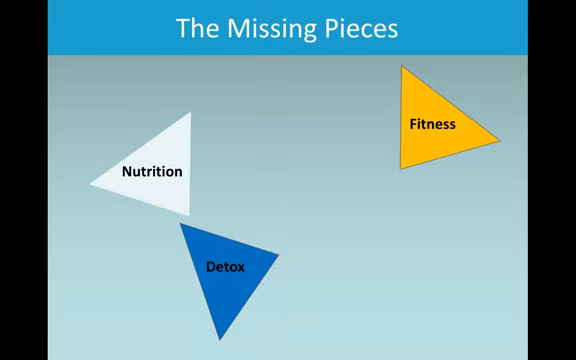 The Missing Pieces
Fitness
Nutrition
Detox